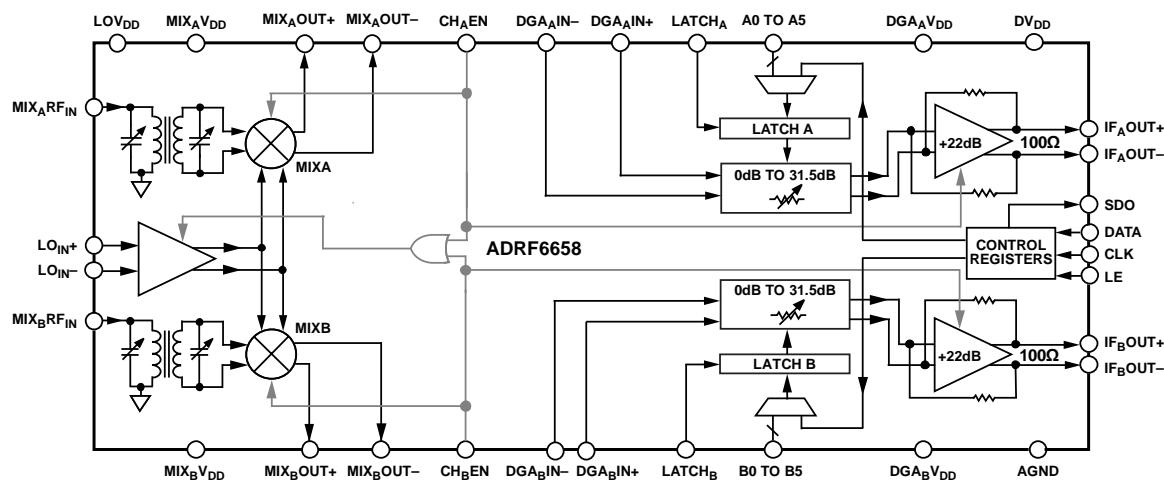 LOVDD
MIXAVDD
MIXAOUT+
MIXAOUT–
CHAEN
DGAAIN–
DGAAIN+
LATCHA
A0 TO A5
DGAAVDD
DVDD
MIXARFIN
MIXA
LATCH A
0dB TO 31.5dB
+22dB
100Ω
IFAOUT+
IFAOUT–
SDO
DATA
CLK
LE
CONTROL
REGISTERS
LOIN+
LOIN–
ADRF6658
MIXBRFIN
MIXB
0dB TO 31.5dB
LATCH B
+22dB
100Ω
IFBOUT+
IFBOUT–
MIXBVDD
MIXBOUT+
MIXBOUT–
CHBEN
DGABIN–
DGABIN+
LATCHB
B0 TO B5
DGABVDD
AGND